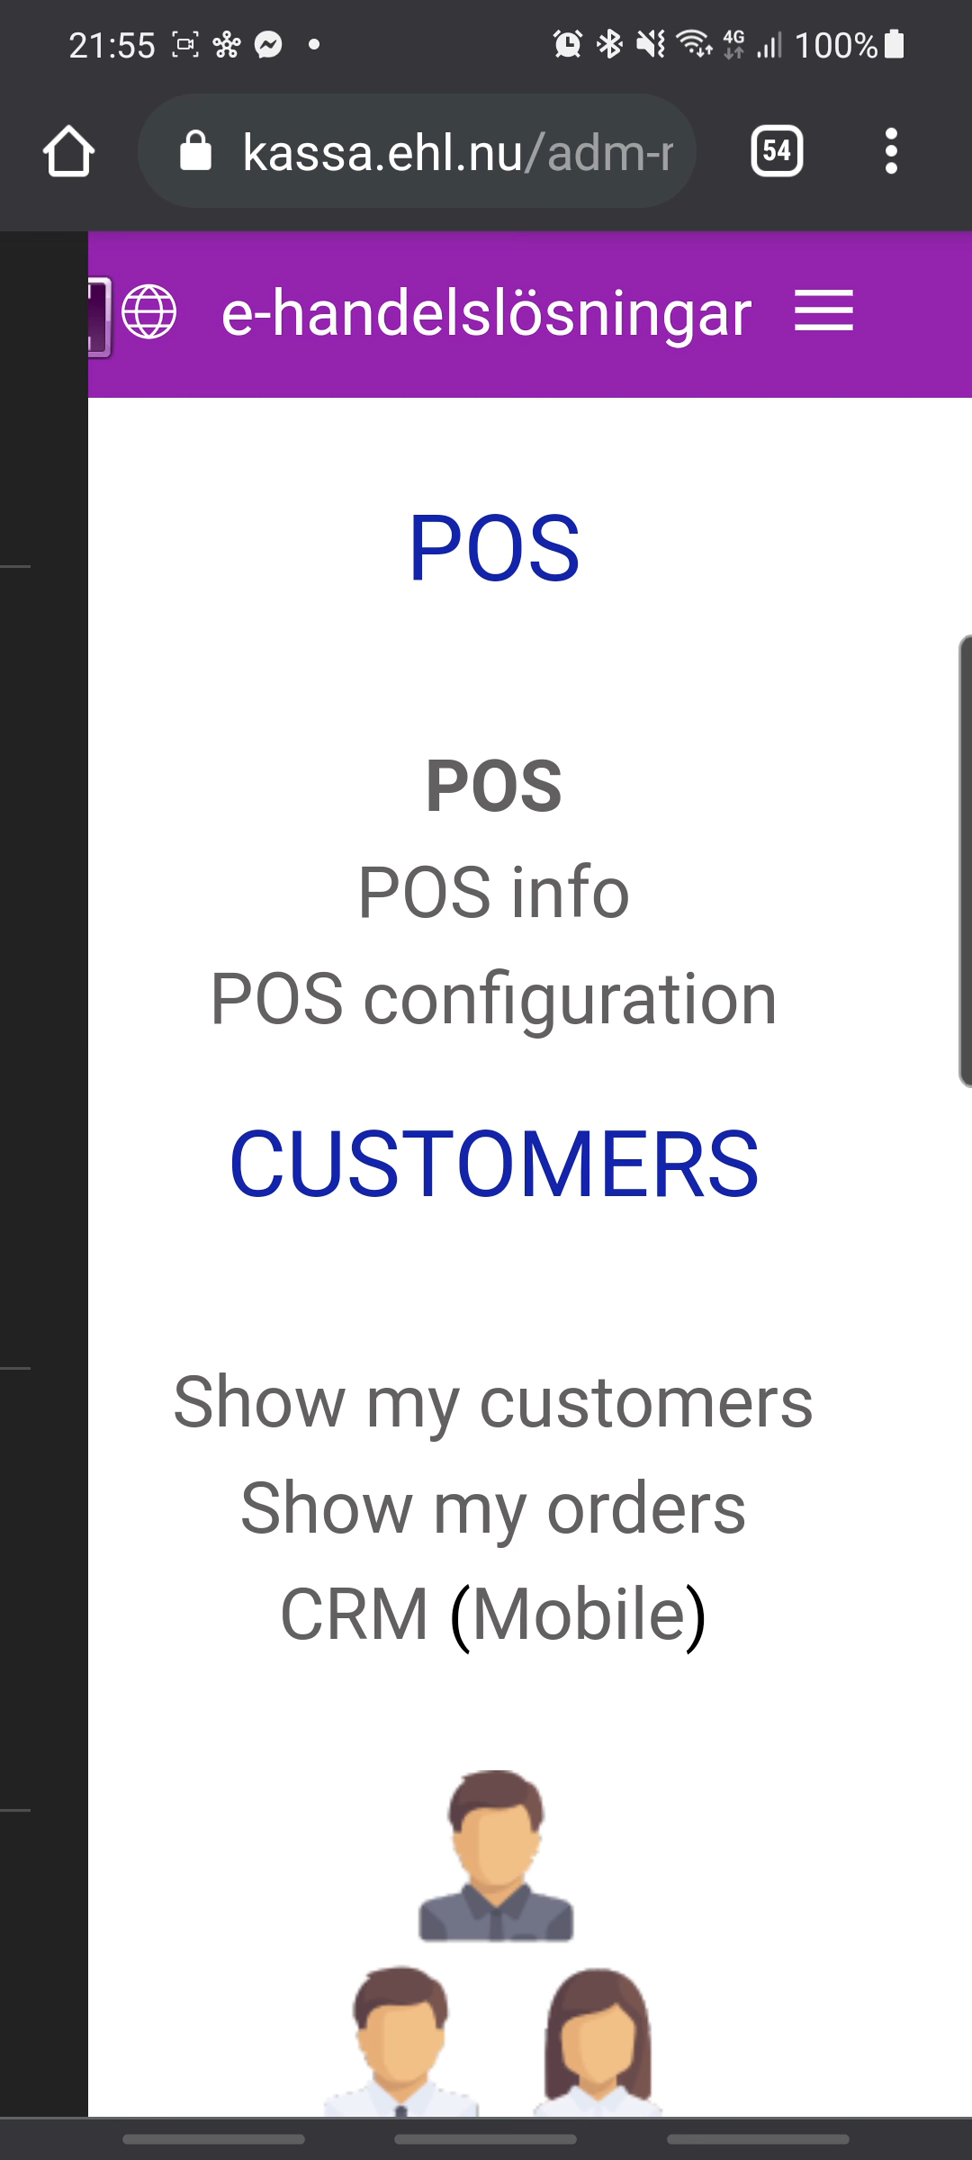 21:55
4G
100%
kassa.ehl.nu/adm-r
54
e-handelslösningar
POS
POS
POS info
POS configuration
CUSTOMERS
Show my customers
Show my orders
CRM (Mobile)